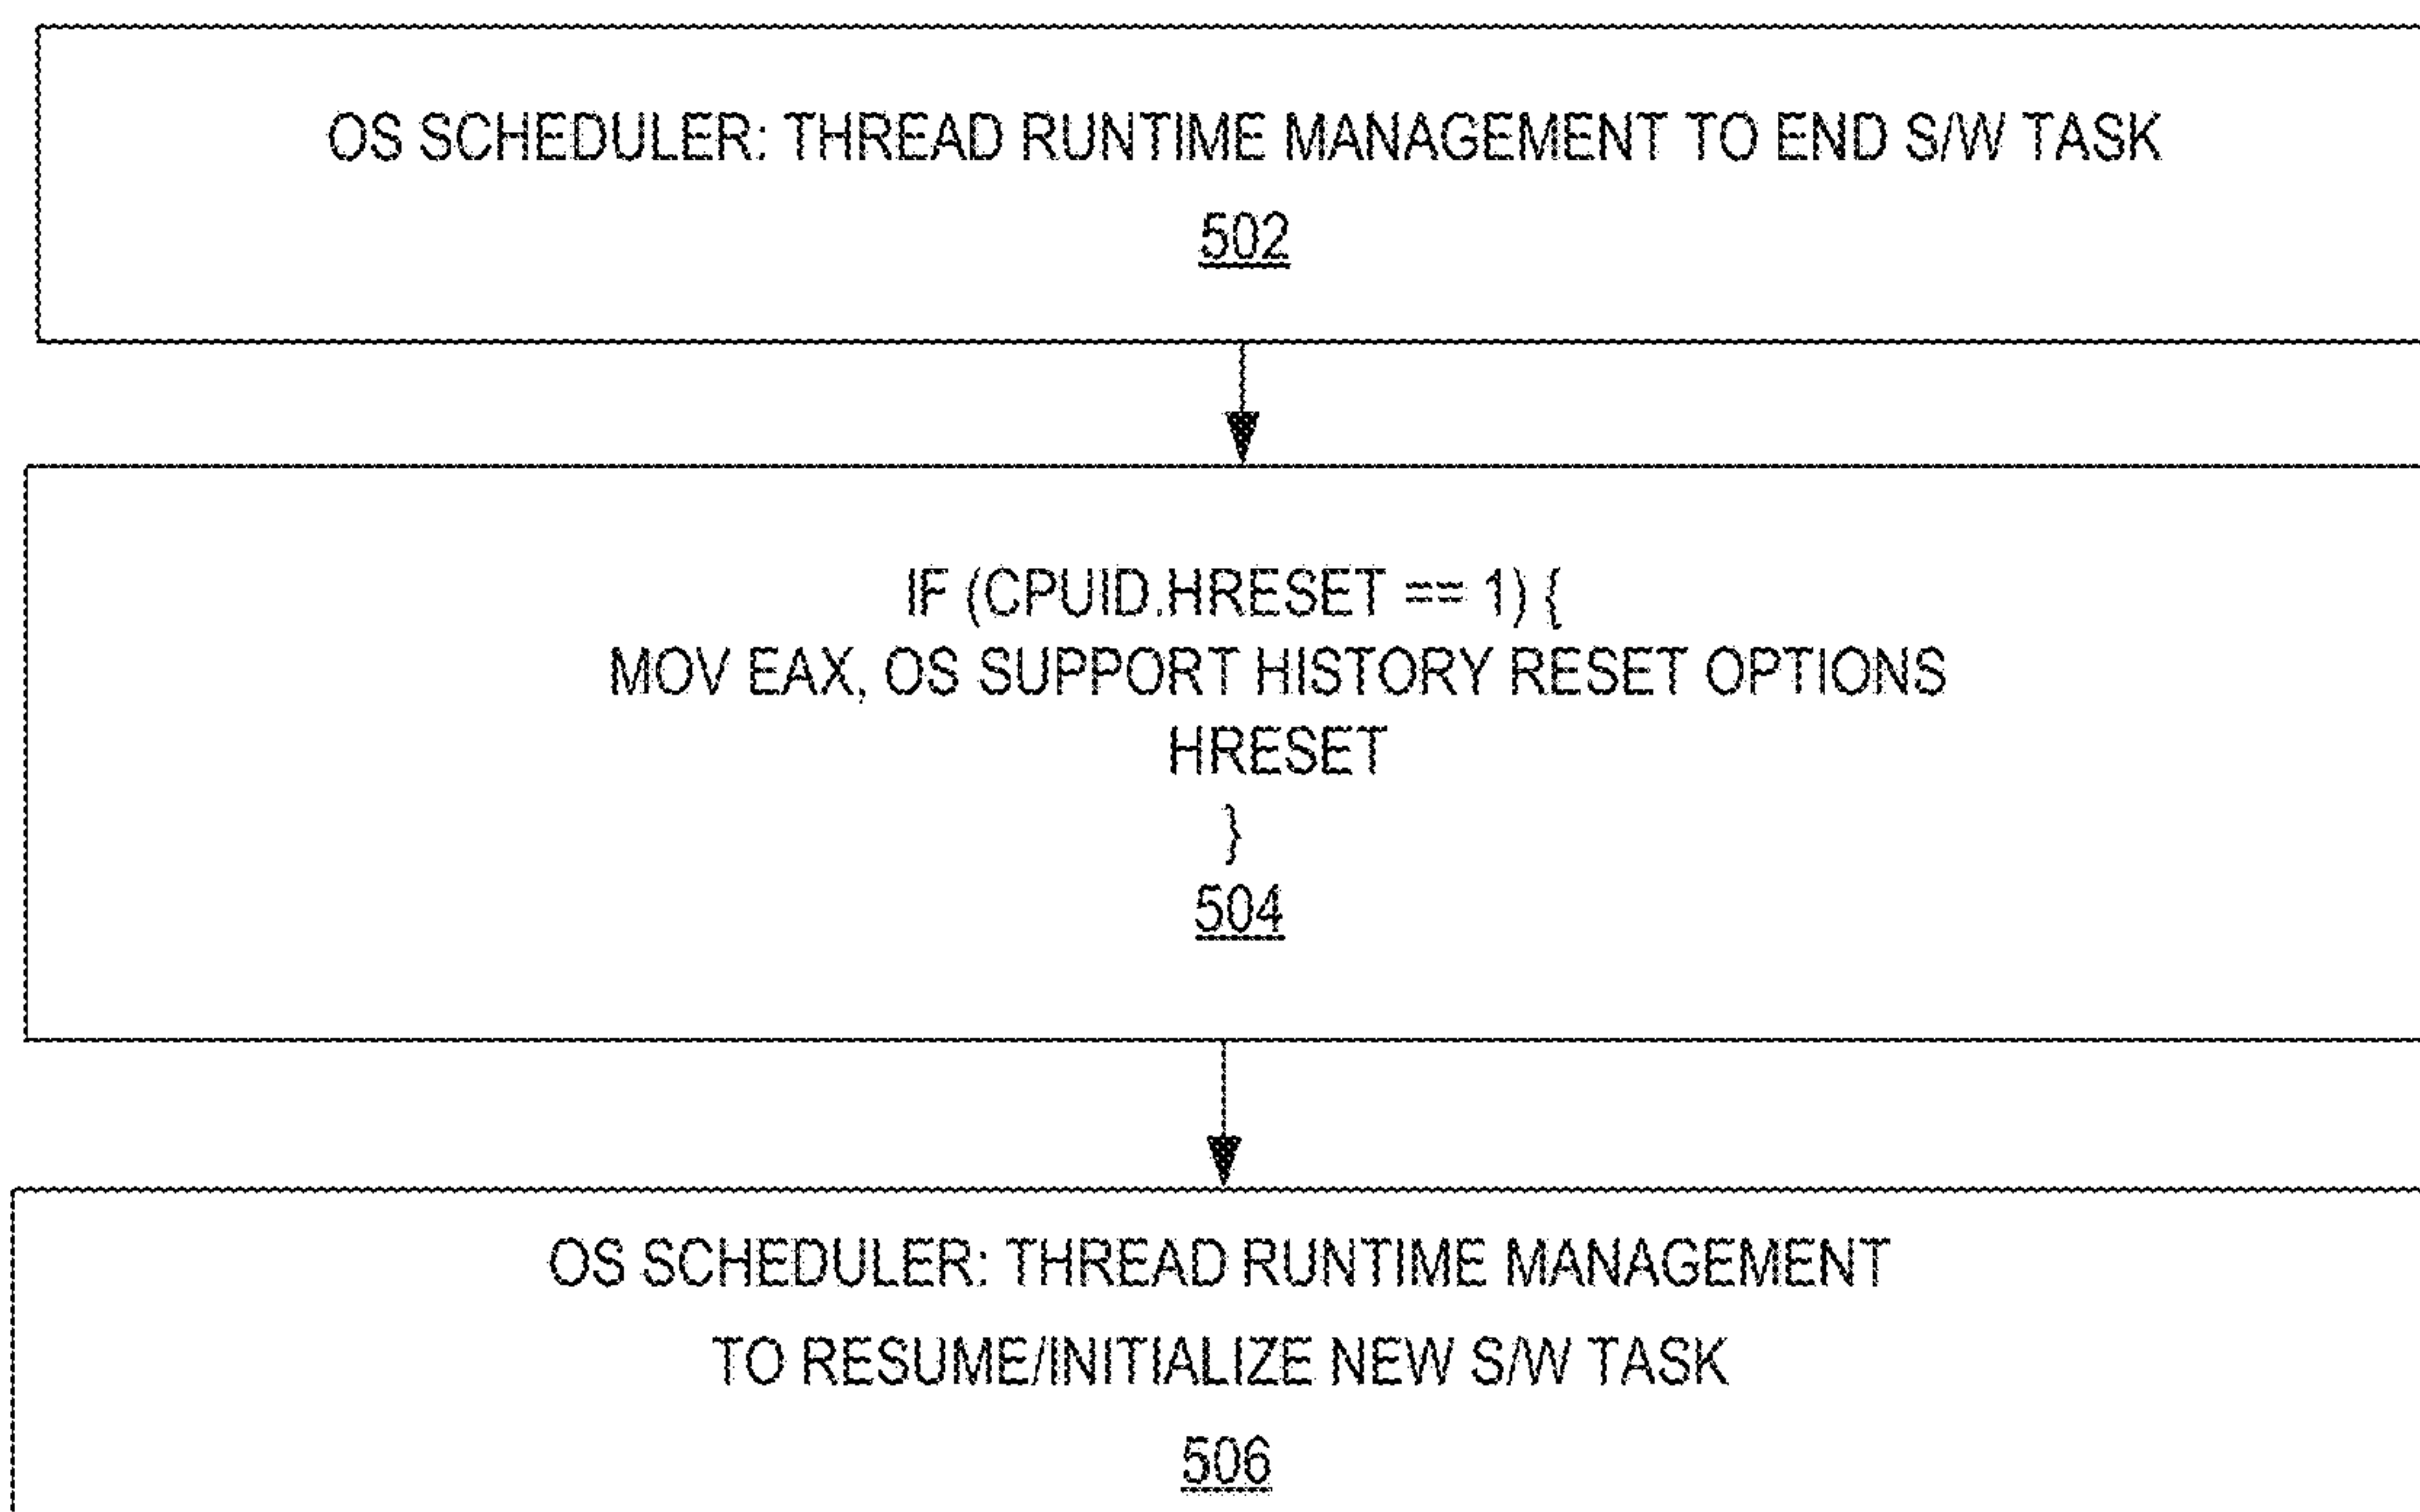 OS SCHEDULER: THREAD RUNTIME MANAGEMENT TO END S/W TASK
502
IF (CPUID.HRESET == 1) {
MOV EAX, OS SUPPORT HISTORY RESET OPTIONS
HRESET
}
504
OS SCHEDULER: THREAD RUNTIME MANAGEMENT
TO RESUME/INITIALIZE NEW S/W TASK
506